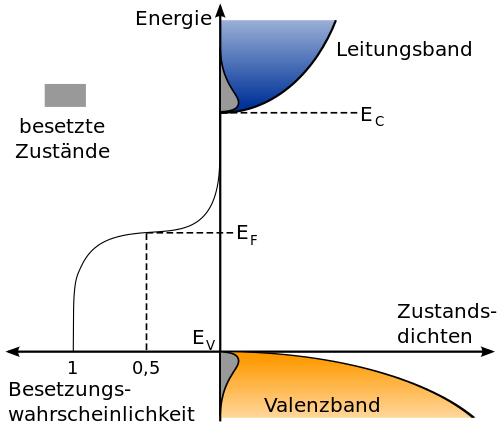 Energie
Leitungsband
besetzte
Zustände
E C
E F
Zustands-
dichten
E V
1
0,5
Besetzungs-
wahrscheinlichkeit
Valenzband